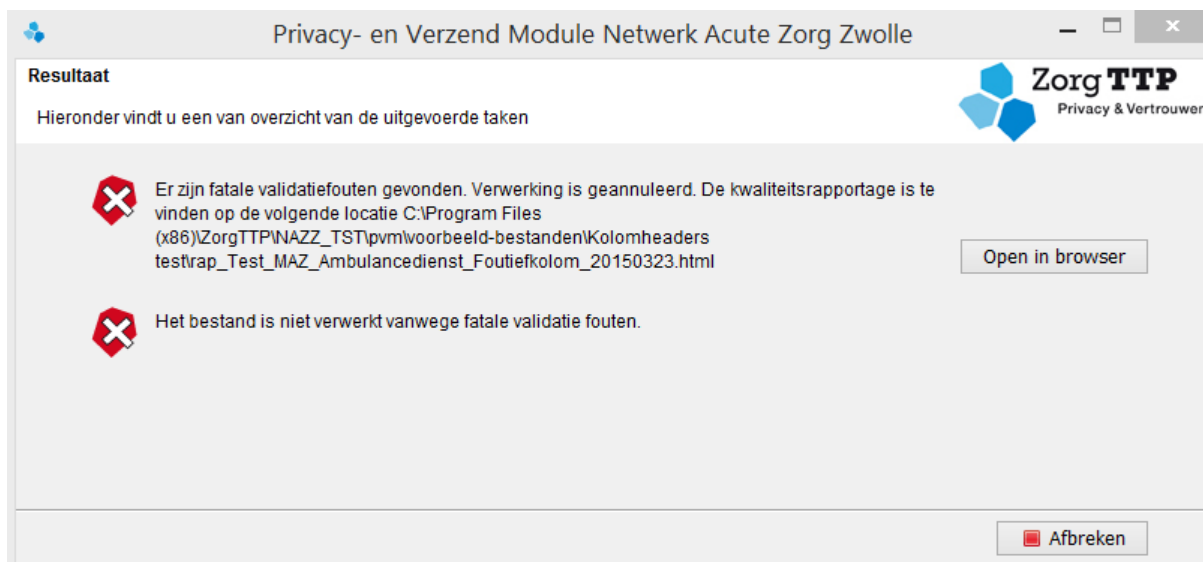 Privacy- en Verzend Module Netwerk Acute Zorg Zwolle
Resultaat
Hieronder vindt u een van overzicht van de uitgevoerde taken
Zorg TTP
Privacy & Vertrouwen
Er zijn fatale validatiefouten gevonden. Verwerking is geannuleerd. De kwaliteitsrapportage is te
vinden op de volgende locatie C:\Program Files
(x86)\ZorgTTP\NAZZ_TST\pvm\voorbeeld-bestanden\Kolomheaders
test\rap_Test_MAZ_Ambulancedienst_Foutiefkolom_20150323.html
Open in browser
Het bestand is niet verwerkt vanwege fatale validatie fouten.
Afbreken